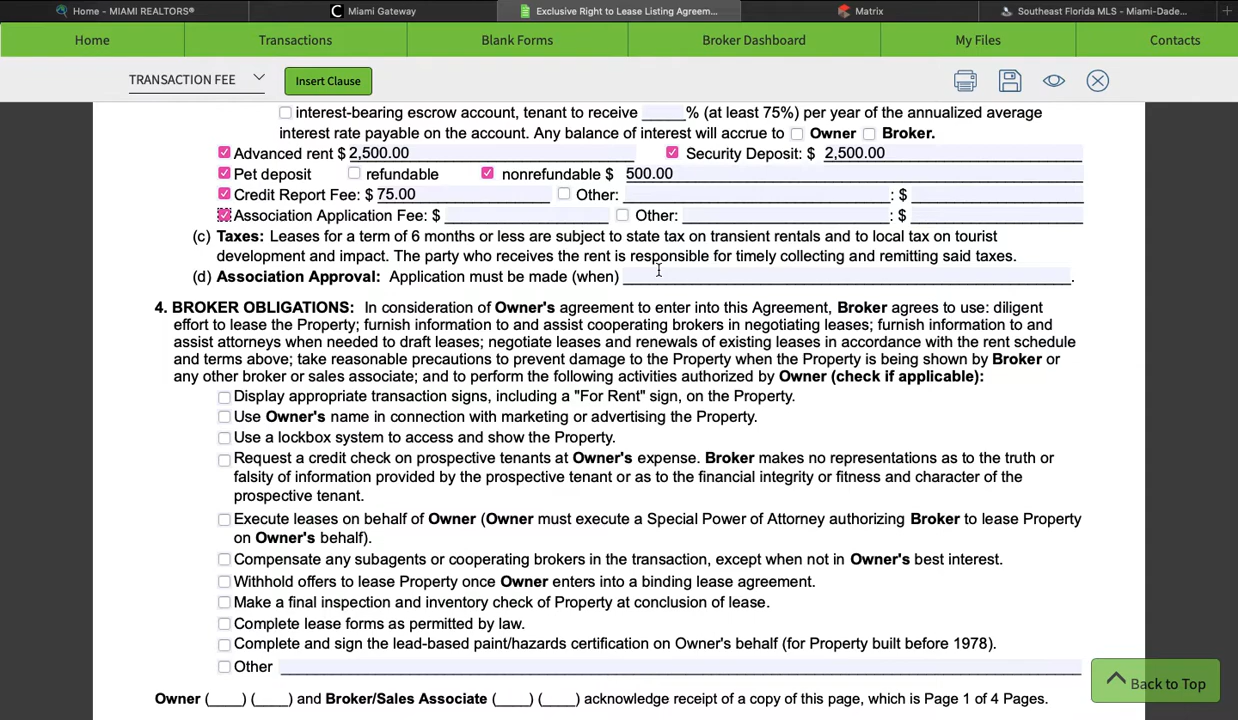 Home - MIAMI REALTORS®
Miami Gateway
Exclusive Right to Lease Listing Agreem...
Matrix
Southeast Florida MLS - Miami-Dade...
Home
Transactions
Blank Forms
Broker Dashboard
My Files
Contacts
TRANSACTION FEE
Insert Clause
interest-bearing escrow account, tenant to receive _____% (at least 75%) per year of the annualized average
interest rate payable on the account. Any balance of interest will accrue to Owner Broker.
Advanced rent $ 2,500.00 Security Deposit: $ 2,500.00
Pet deposit refundable nonrefundable $ 500.00
Credit Report Fee: $ 75.00 Other: : $
Association Application Fee: $ Other: : $
(c) Taxes: Leases for a term of 6 months or less are subject to state tax on transient rentals and to local tax on tourist
development and impact. The party who receives the rent is responsible for timely collecting and remitting said taxes.
(d) Association Approval: Application must be made (when) .
4. BROKER OBLIGATIONS: In consideration of Owner's agreement to enter into this Agreement, Broker agrees to use: diligent
effort to lease the Property; furnish information to and assist cooperating brokers in negotiating leases; furnish information to and
assist attorneys when needed to draft leases; negotiate leases and renewals of existing leases in accordance with the rent schedule
and terms above; take reasonable precautions to prevent damage to the Property when the Property is being shown by Broker or
any other broker or sales associate; and to perform the following activities authorized by Owner (check if applicable):
Display appropriate transaction signs, including a "For Rent" sign, on the Property.
Use Owner's name in connection with marketing or advertising the Property.
Use a lockbox system to access and show the Property.
Request a credit check on prospective tenants at Owner's expense. Broker makes no representations as to the truth or
falsity of information provided by the prospective tenant or as to the financial integrity or fitness and character of the
prospective tenant.
Execute leases on behalf of Owner (Owner must execute a Special Power of Attorney authorizing Broker to lease Property
on Owner's behalf).
Compensate any subagents or cooperating brokers in the transaction, except when not in Owner's best interest.
Withhold offers to lease Property once Owner enters into a binding lease agreement.
Make a final inspection and inventory check of Property at conclusion of lease.
Complete lease forms as permitted by law.
Complete and sign the lead-based paint/hazards certification on Owner's behalf (for Property built before 1978).
Other
Owner (____) (____) and Broker/Sales Associate (____) (____) acknowledge receipt of a copy of this page, which is Page 1 of 4 Pages.
Back to Top